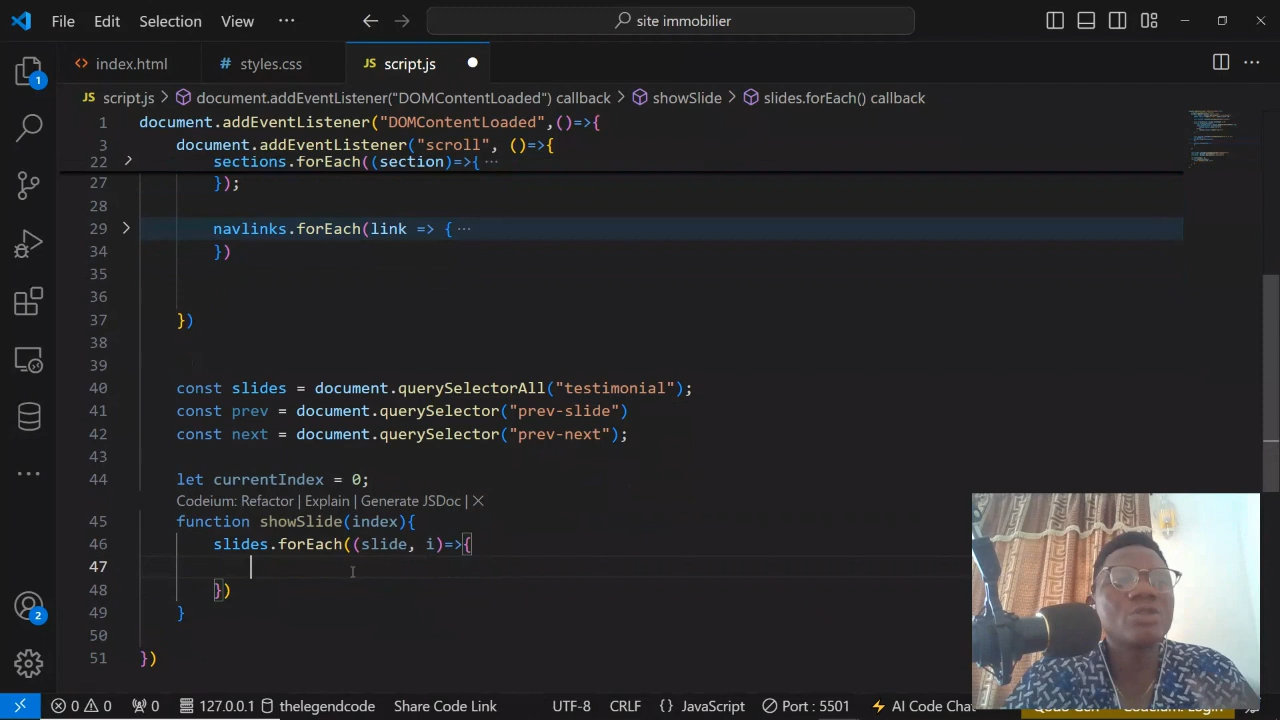 File Edit Selection View ··· site immobilier
index.html styles.css JS script.js
JS script.js > document.addEventListener("DOMContentLoaded") callback > showSlide > slides.forEach() callback
1 document.addEventListener("DOMContentLoaded",()=>{
3 document.addEventListener("scroll", ()=>{
22 sections.forEach((section)=>{ ···
27 });
28
29 navlinks.forEach(link => { ···
34 })
35
36
37 })
38
39
40 const slides = document.querySelectorAll("testimonial");
41 const prev = document.querySelector("prev-slide")
42 const next = document.querySelector("prev-next");
43
44 let currentIndex = 0;
Codeium: Refactor | Explain | Generate JSDoc | ×
45 function showSlide(index){
46 slides.forEach((slide, i)=>{
47
48 })
49 }
50
51 })
1
2
0 0 0 127.0.0.1 thelegendcode Share Code Link UTF-8 CRLF {} JavaScript Port : 5501 AI Code Chat